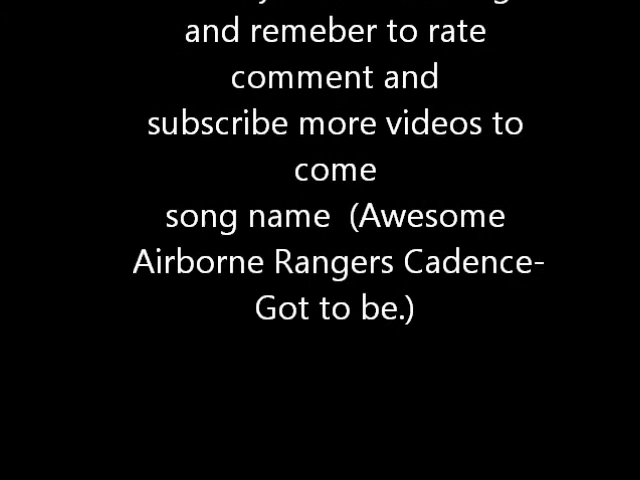 and remeber to rate
comment and
subscribe more videos to
come
song name (Awesome
Airborne Rangers Cadence-
Got to be.)